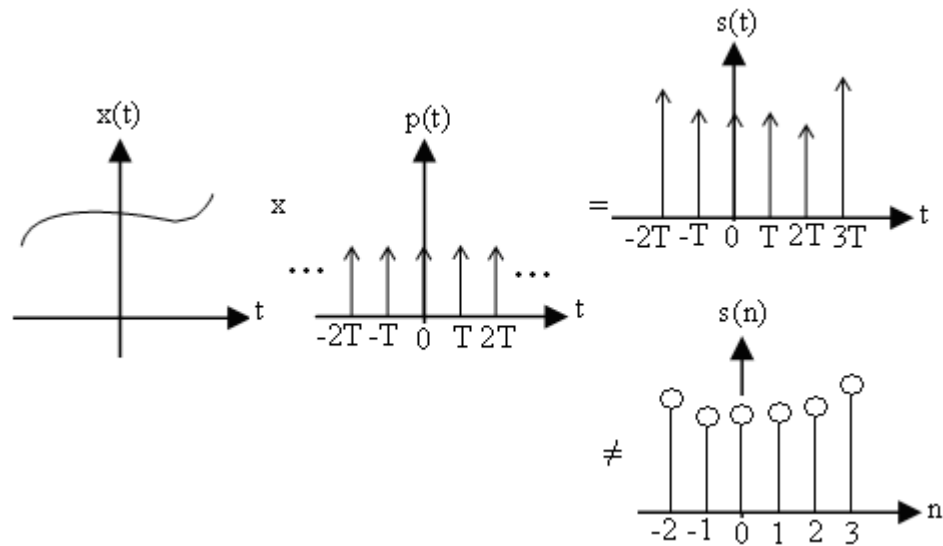 x(t)
t
x
p(t)
... ...
-2T -T 0 T 2T
t
=
s(t)
-2T -T 0 T 2T 3T
t
≠
s(n)
-2 -1 0 1 2 3
n